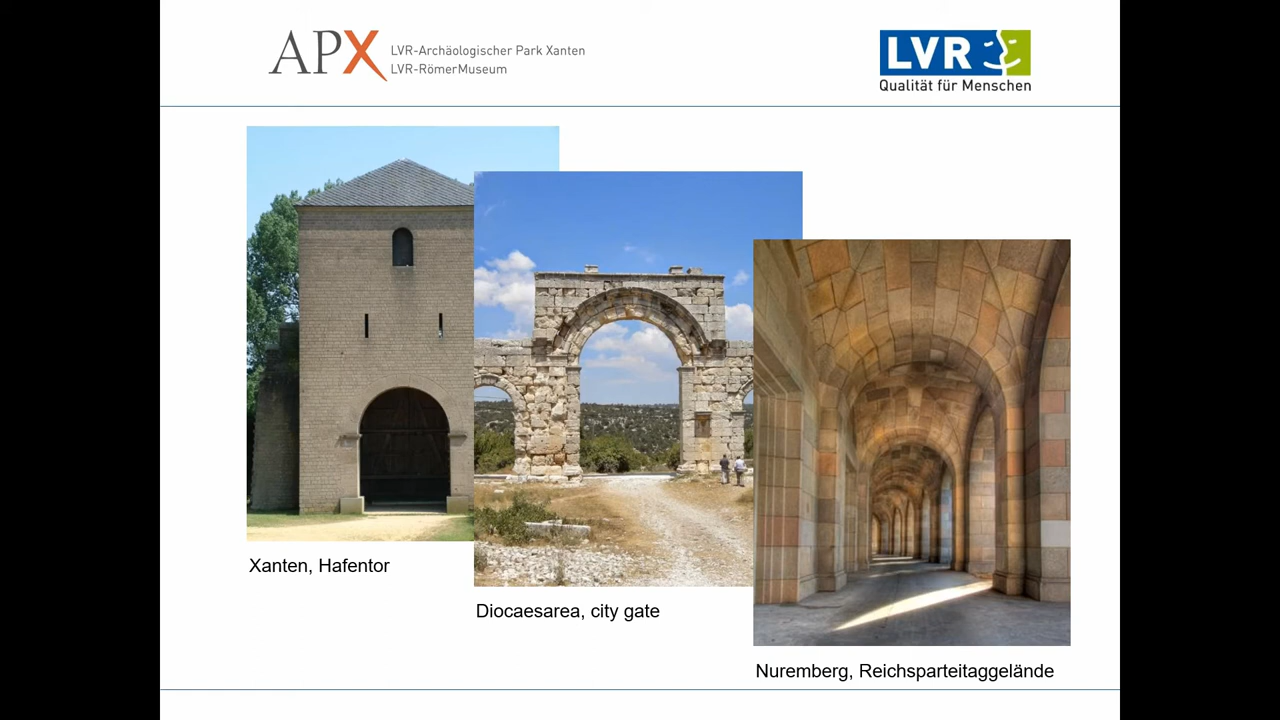 APX
LVR-Archäologischer Park Xanten
LVR-RömerMuseum
LVR
Qualität für Menschen
Xanten, Hafentor
Diocaesarea, city gate
Nuremberg, Reichsparteitaggelände